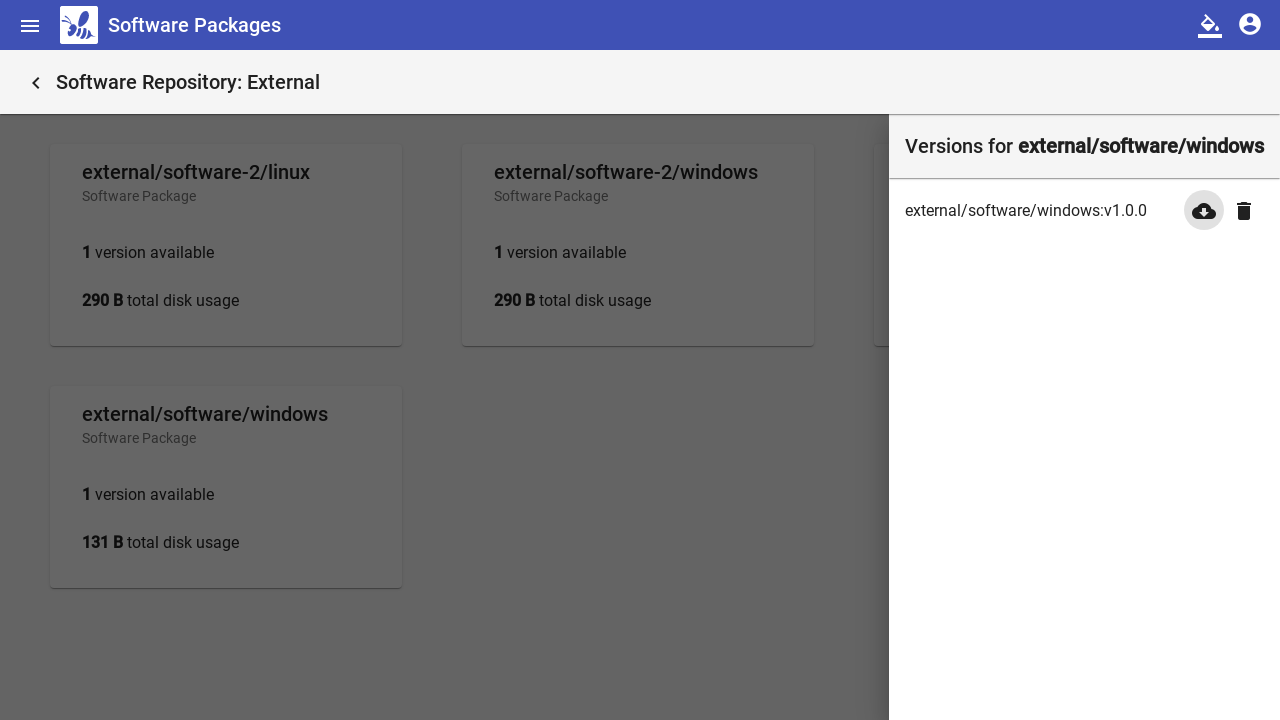 Software Packages
Software Repository: External
external/software-2/linux
Software Package
1 version available
290 B total disk usage
external/software-2/windows
Software Package
1 version available
290 B total disk usage
external/software/windows
Software Package
1 version available
131 B total disk usage
Versions for external/software/windows
external/software/windows:v1.0.0